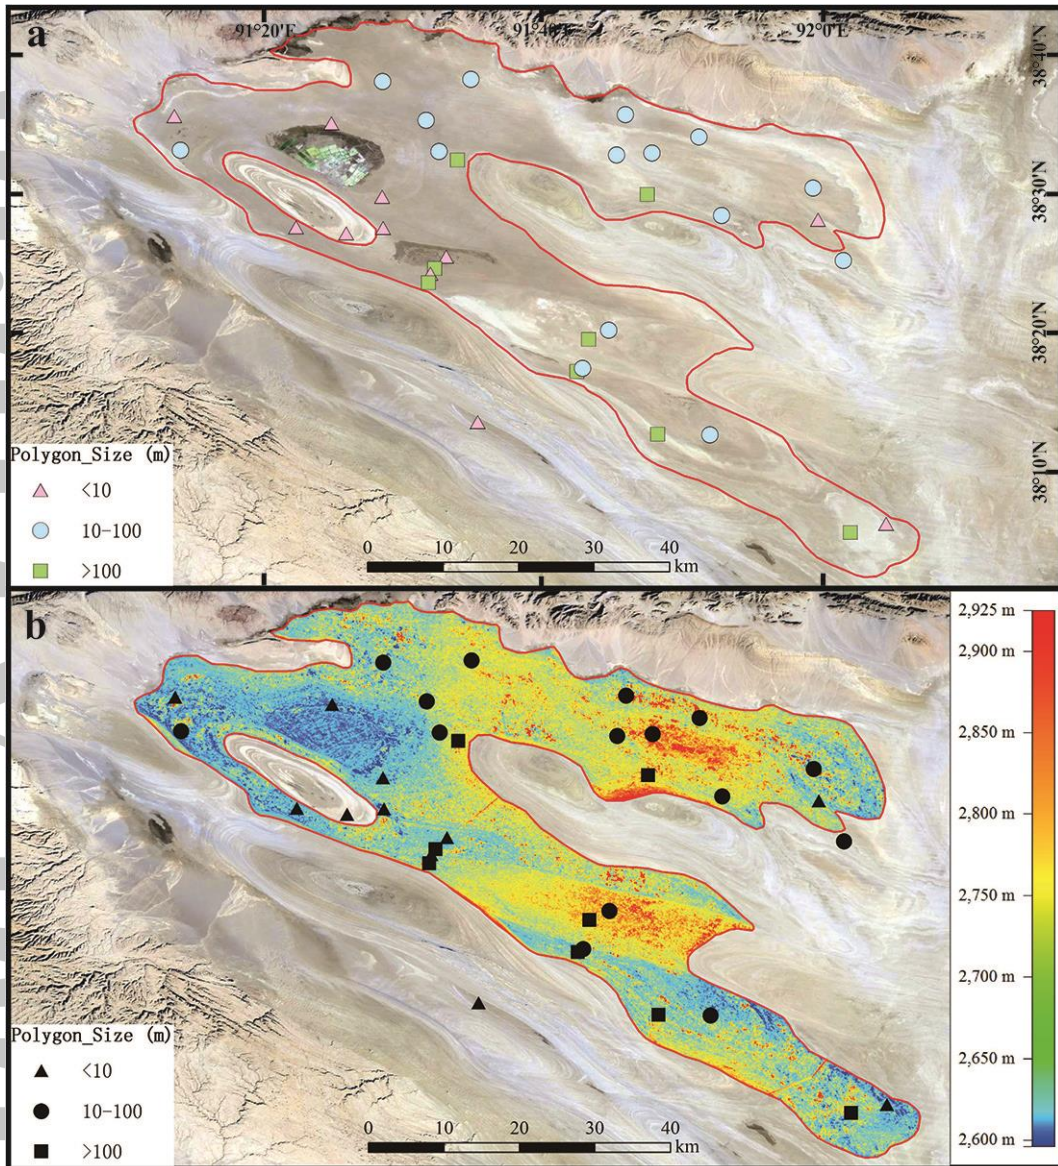 a
91°20'E
91°40'E
92°0'E
38°40'N
38°30'N
38°20'N
38°10'N
Polygon_Size (m)
<10
10-100
>100
0 10 20 30 40
km
b
2,925 m
2,900 m
2,850 m
2,800 m
2,750 m
2,700 m
2,650 m
2,600 m
Polygon_Size (m)
<10
10-100
>100
0 10 20 30 40
km